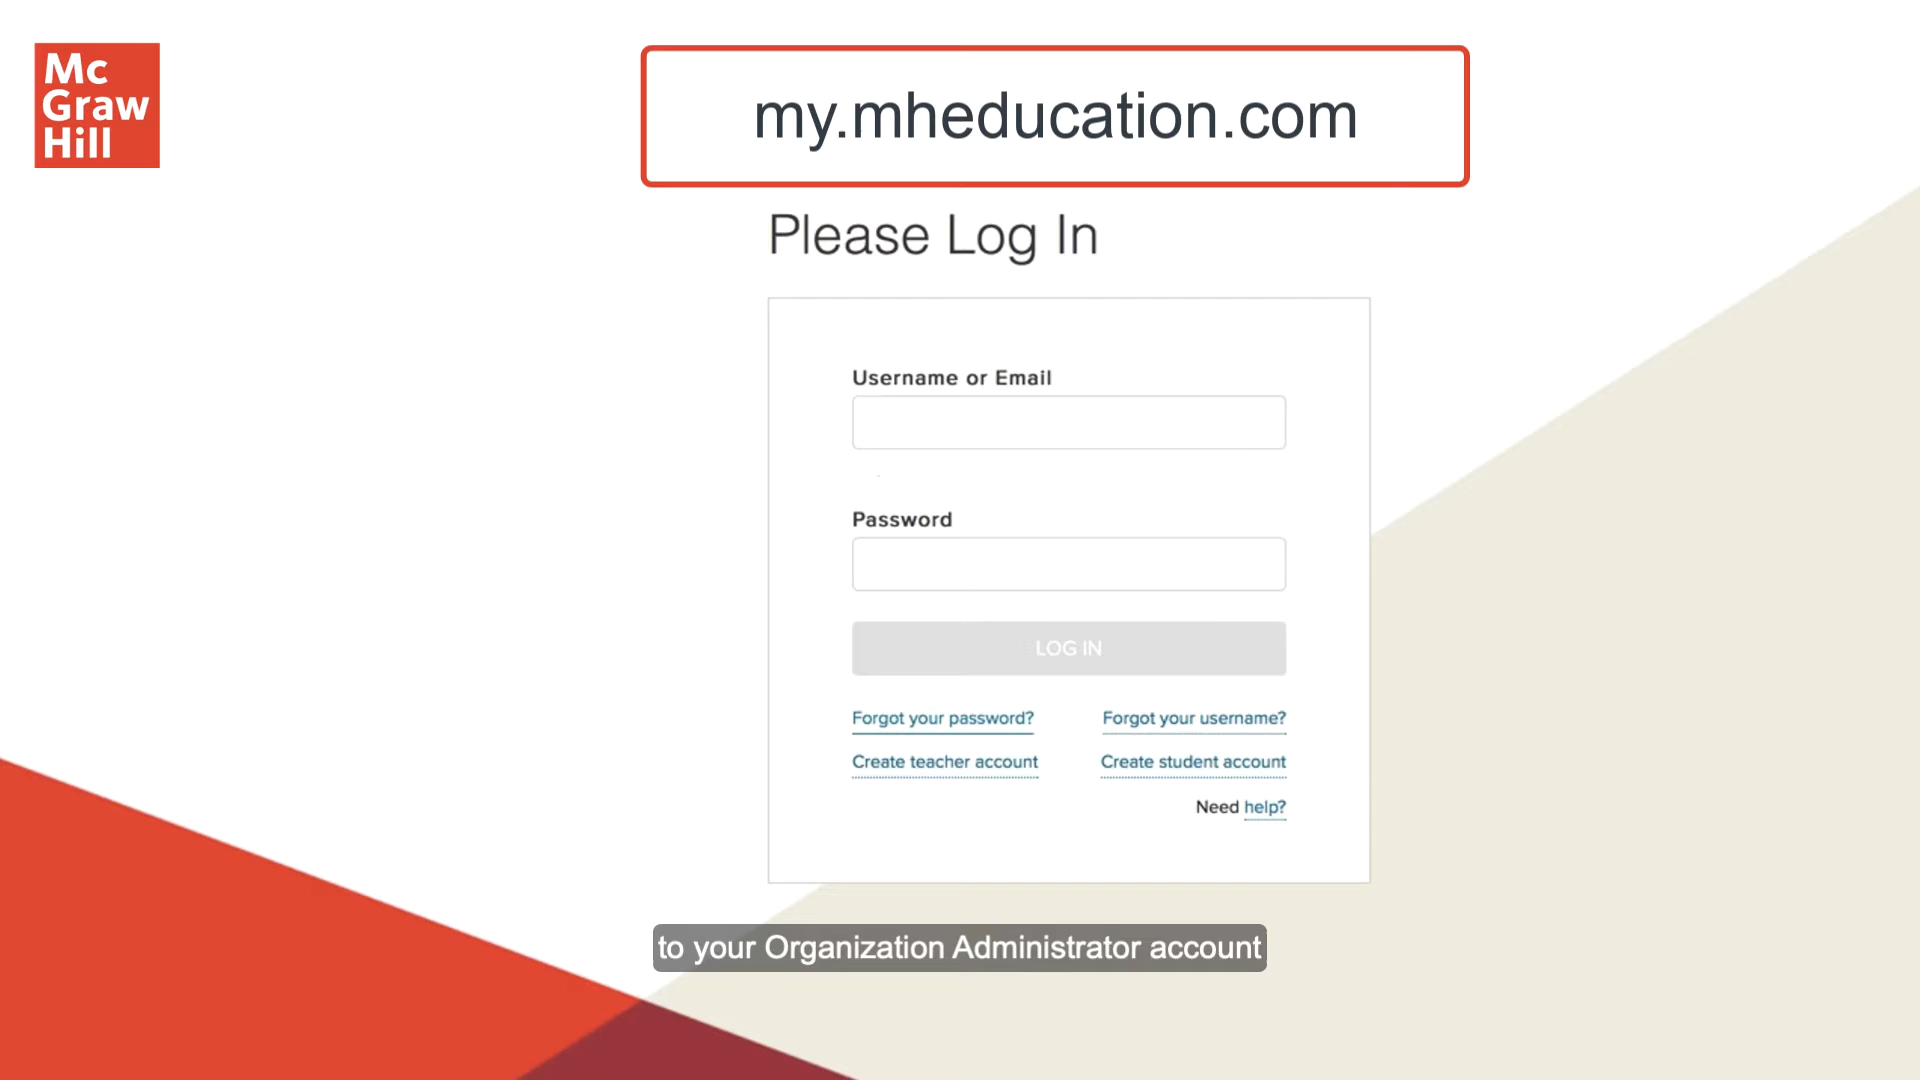 Mc
Graw
Hill
my.mheducation.com
Please Log In
Username or Email
Password
LOG IN
Forgot your password? Forgot your username?
Create teacher account Create student account
Need help?
to your Organization Administrator account